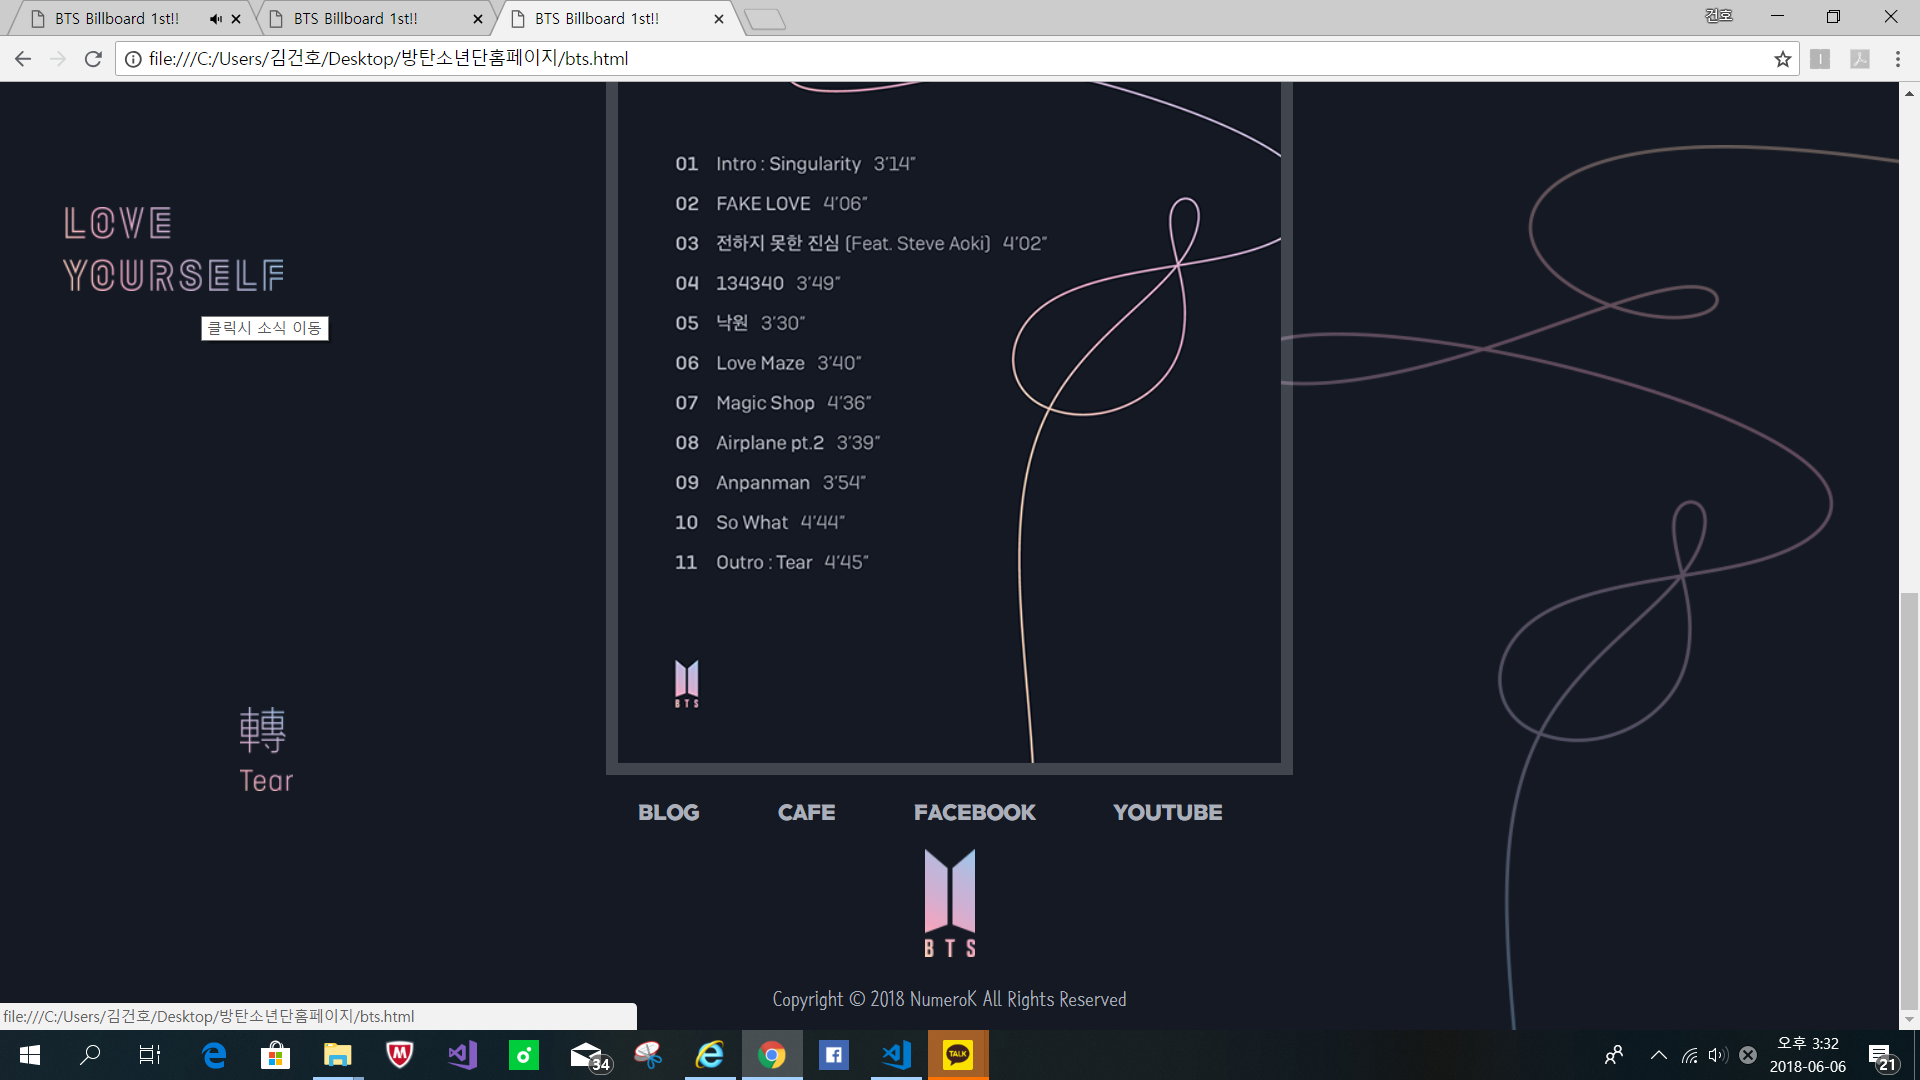 BTS Billboard 1st!!
BTS Billboard 1st!!
BTS Billboard 1st!!
건호
file:///C:/Users/김건호/Desktop/방탄소년단홈페이지/bts.html
LOVE
YOURSELF
클릭시 소식 이동
轉
Tear
01 Intro : Singularity 3'14"
02 FAKE LOVE 4'06"
03 전하지 못한 진심 (Feat. Steve Aoki) 4'02"
04 134340 3'49"
05 낙원 3'30"
06 Love Maze 3'40"
07 Magic Shop 4'36"
08 Airplane pt.2 3'39"
09 Anpanman 3'54"
10 So What 4'44"
11 Outro : Tear 4'45"
BTS
BLOG CAFE FACEBOOK YOUTUBE
BTS
Copyright © 2018 NumeroK All Rights Reserved
file:///C:/Users/김건호/Desktop/방탄소년단홈페이지/bts.html
34
TALK
오후 3:32
2018-06-06
21